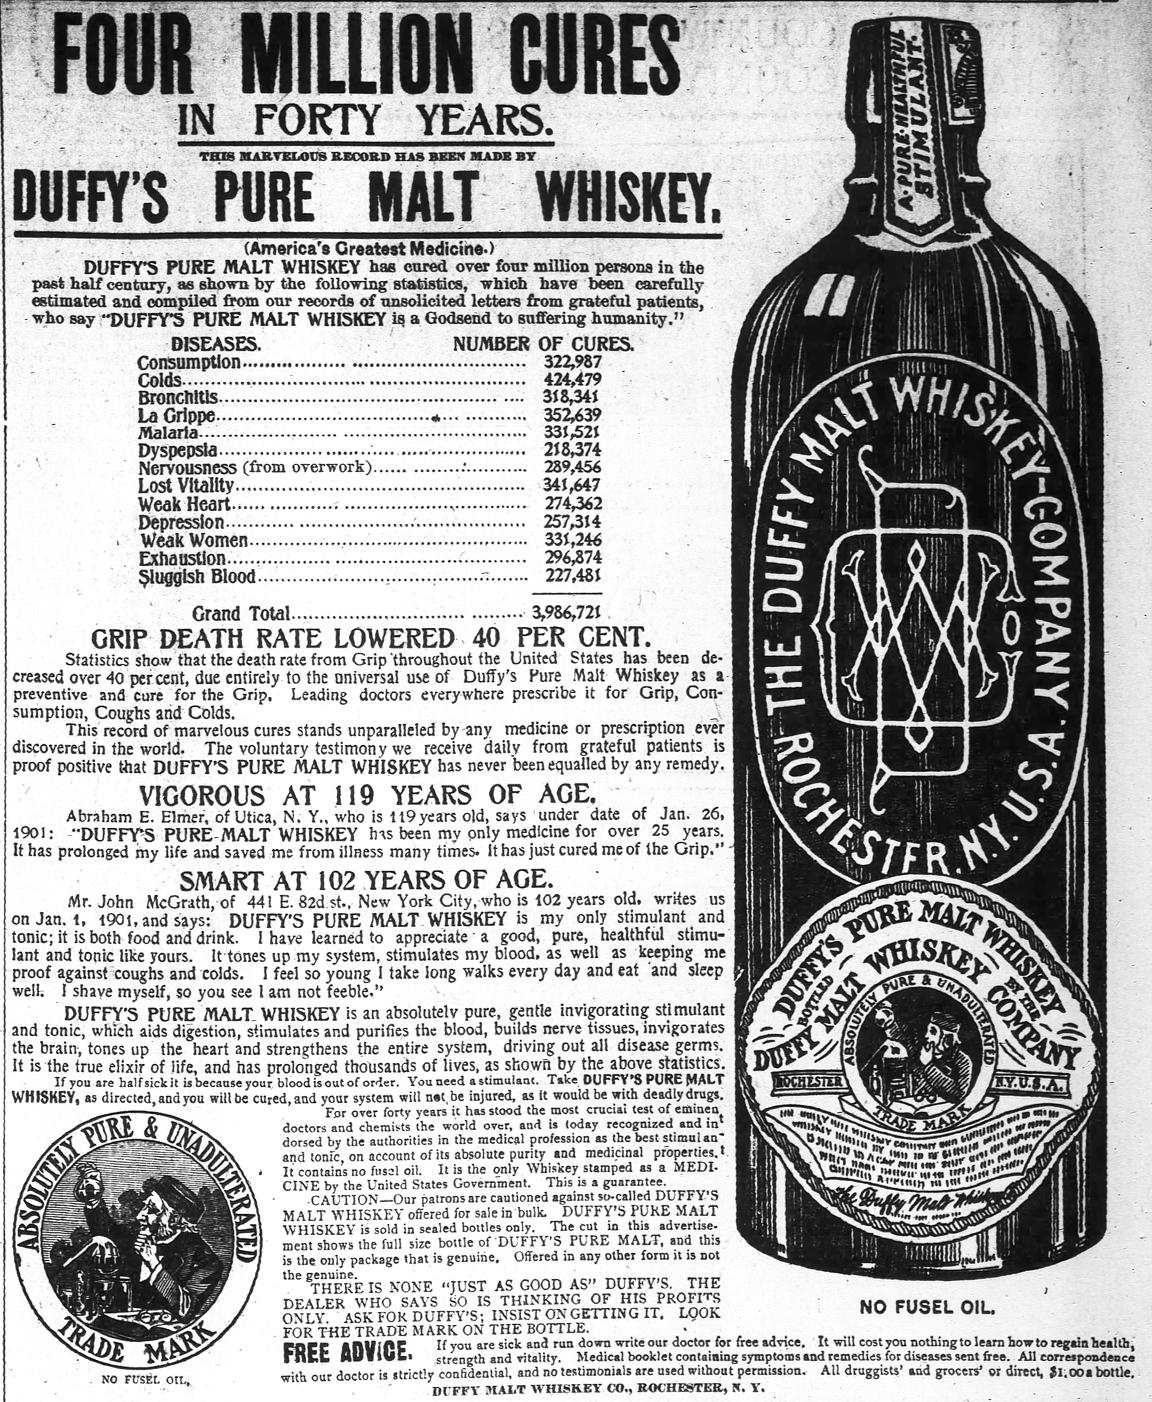 FOUR MILLION CURES
IN FORTY YEARS.
THIS MARVELOUS RECORD HAS BEEN MADE BY
DUFFY'S PURE MALT WHISKEY.
(America's Greatest Medicine.)
DUFFY'S PURE MALT WHISKEY has cured over four million persons in the
past half century, as shown by the following statistics, which have been carefully
estimated and compiled from our records of unsolicited letters from grateful patients,
who say "DUFFY'S PURE MALT WHISKEY is a Godsend to suffering humanity."
DISEASES. NUMBER OF CURES.
Consumption 322,987
Colds 424,479
Bronchitis 318,341
La Grippe 352,639
Malaria 331,521
Dyspepsia 218,374
Nervousness (from overwork) 289,456
Lost Vitality 341,647
Weak Heart 274,362
Depression 257,314
Weak Women 331,246
Exhaustion 296,874
Sluggish Blood 227,481
Grand Total 3,986,721
GRIP DEATH RATE LOWERED 40 PER CENT.
Statistics show that the death rate from Grip throughout the United States has been de-
creased over 40 per cent, due entirely to the universal use of Duffy's Pure Malt Whiskey as a
preventive and cure for the Grip. Leading doctors everywhere prescribe it for Grip, Con-
sumption, Coughs and Colds.
This record of marvelous cures stands unparalleled by any medicine or prescription ever
discovered in the world. The voluntary testimony we receive daily from grateful patients is
proof positive that DUFFY'S PURE MALT WHISKEY has never been equalled by any remedy.
VIGOROUS AT 119 YEARS OF AGE.
Abraham E. Elmer, of Utica, N. Y., who is 119 years old, says under date of Jan. 26,
1901: "DUFFY'S PURE MALT WHISKEY has been my only medicine for over 25 years.
It has prolonged my life and saved me from illness many times. It has just cured me of the Grip."
SMART AT 102 YEARS OF AGE.
Mr. John McGrath, of 441 E. 82d st., New York City, who is 102 years old, writes us
on Jan. 1, 1901, and says: DUFFY'S PURE MALT WHISKEY is my only stimulant and
tonic; it is both food and drink. I have learned to appreciate a good, pure, healthful stimu-
lant and tonic like yours. It tones up my system, stimulates my blood, as well as keeping me
proof against coughs and colds. I feel so young I take long walks every day and eat and sleep
well. I shave myself, so you see I am not feeble."
DUFFY'S PURE MALT WHISKEY is an absolutely pure, gentle invigorating stimulant
and tonic, which aids digestion, stimulates and purifies the blood, builds nerve tissues, invigorates
the brain, tones up the heart and strengthens the entire system, driving out all disease germs.
It is the true elixir of life, and has prolonged thousands of lives, as shown by the above statistics.
If you are half sick it is because your blood is out of order. You need a stimulant. Take DUFFY'S PURE MALT
WHISKEY, as directed, and you will be cured, and your system will not be injured, as it would be with deadly drugs.
For over forty years it has stood the most crucial test of eminen
doctors and chemists the world over, and is today recognized and in
dorsed by the authorities in the medical profession as the best stimulan
and tonic, on account of its absolute purity and medicinal properties.
It contains no fusel oil. It is the only Whiskey stamped as a MEDI-
CINE by the United States Government. This is a guarantee.
CAUTION—Our patrons are cautioned against so-called DUFFY'S
MALT WHISKEY offered for sale in bulk. DUFFY'S PURE MALT
WHISKEY is sold in sealed bottles only. The cut in this advertise-
ment shows the full size bottle of DUFFY'S PURE MALT, and this
is the only package that is genuine. Offered in any other form it is not
the genuine.
THERE IS NONE "JUST AS GOOD AS" DUFFY'S. THE
DEALER WHO SAYS SO IS THINKING OF HIS PROFITS
ONLY. ASK FOR DUFFY'S; INSIST ON GETTING IT. LOOK
FOR THE TRADE MARK ON THE BOTTLE.
ABSOLUTELY PURE & UNADULTERATED
TRADE MARK
NO FUSEL OIL.
FREE ADVICE. If you are sick and run down write our doctor for free advice. It will cost you nothing to learn how to regain health,
strength and vitality. Medical booklet containing symptoms and remedies for diseases sent free. All correspondence
with our doctor is strictly confidential, and no testimonials are used without permission. All druggists' and grocers' or direct, $1.00 a bottle.
DUFFY MALT WHISKEY CO., ROCHESTER, N. Y.
A PURE HEALTHFUL
STIMULANT.
THE DUFFY MALT WHISKEY-COMPANY.
ROCHESTER. N.Y. U.S.A.
DUFFY'S PURE MALT WHISKEY
BOTTLED BY THE
DUFFY MALT WHISKEY COMPANY
ABSOLUTELY PURE & UNADULTERATED
ROCHESTER N.Y. U.S.A.
TRADE MARK
The Duffy Malt Whiskey
NO FUSEL OIL.